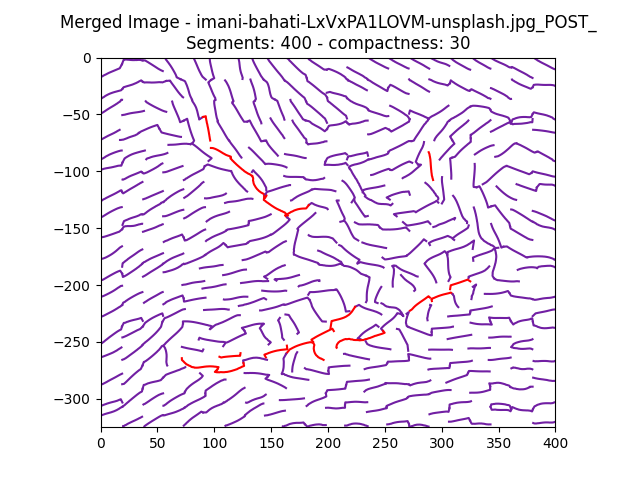 Merged Image - imani-bahati-LxVxPA1LOVM-unsplash.jpg_POST_
Segments: 400 - compactness: 30
0
−50
−100
−150
−200
−250
−300
0 50 100 150 200 250 300 350 400